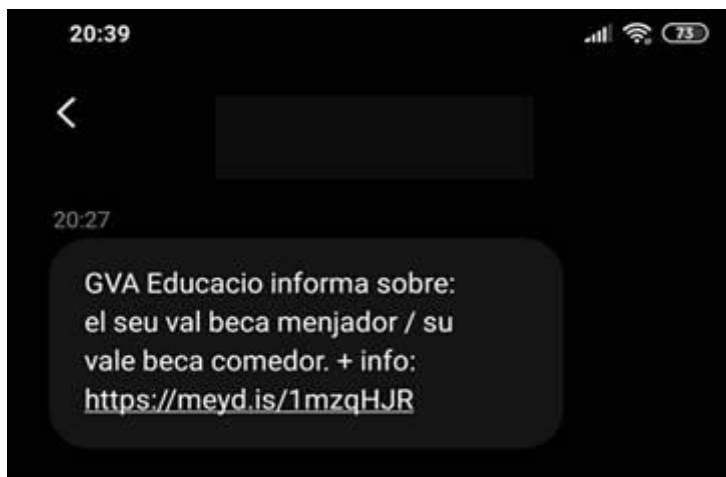 20:39
73
20:27
GVA Educacio informa sobre:
el seu val beca menjador / su
vale beca comedor. + info:
https://meyd.is/1mzqHJR